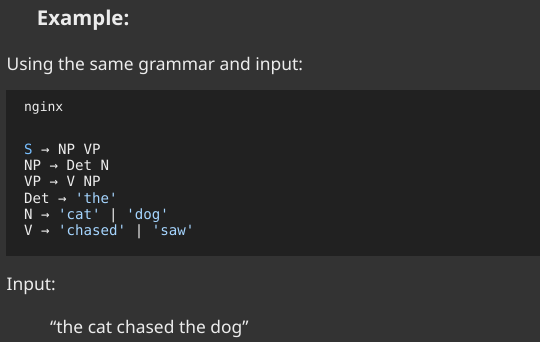 Example:
Using the same grammar and input:
nginx
S → NP VP
NP → Det N
VP → V NP
Det → 'the'
N → 'cat' | 'dog'
V → 'chased' | 'saw'
Input:
“the cat chased the dog”